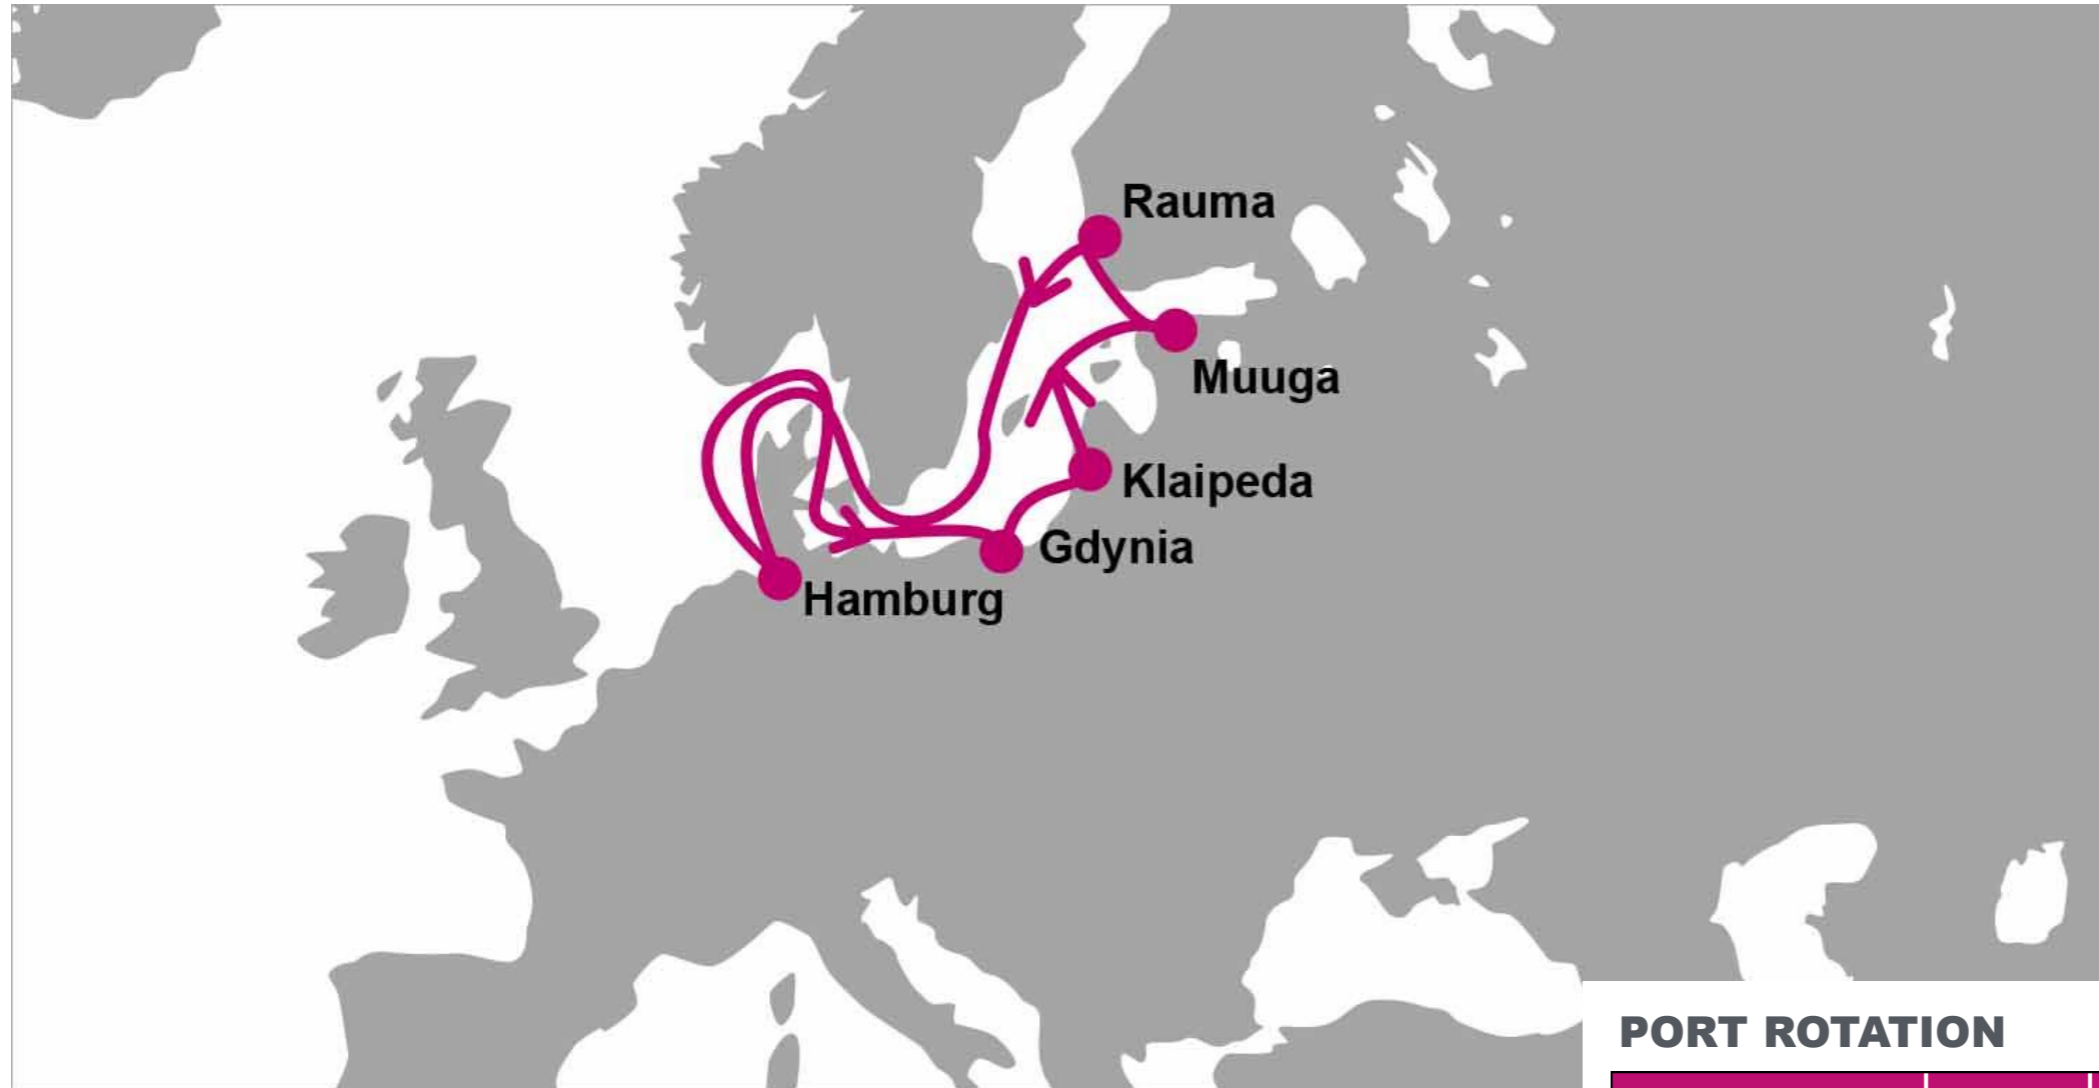 Rauma
Muuga
Klaipeda
Gdynia
Hamburg
PORT ROTATION